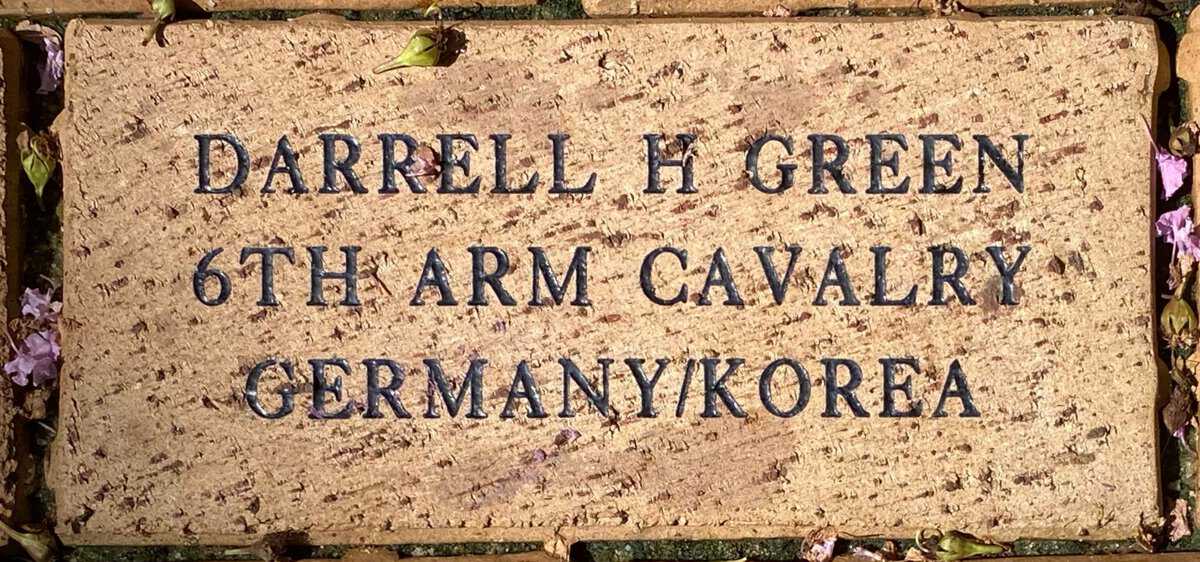 DARRELL H GREEN
6TH ARM CAVALRY
GERMANY/KOREA